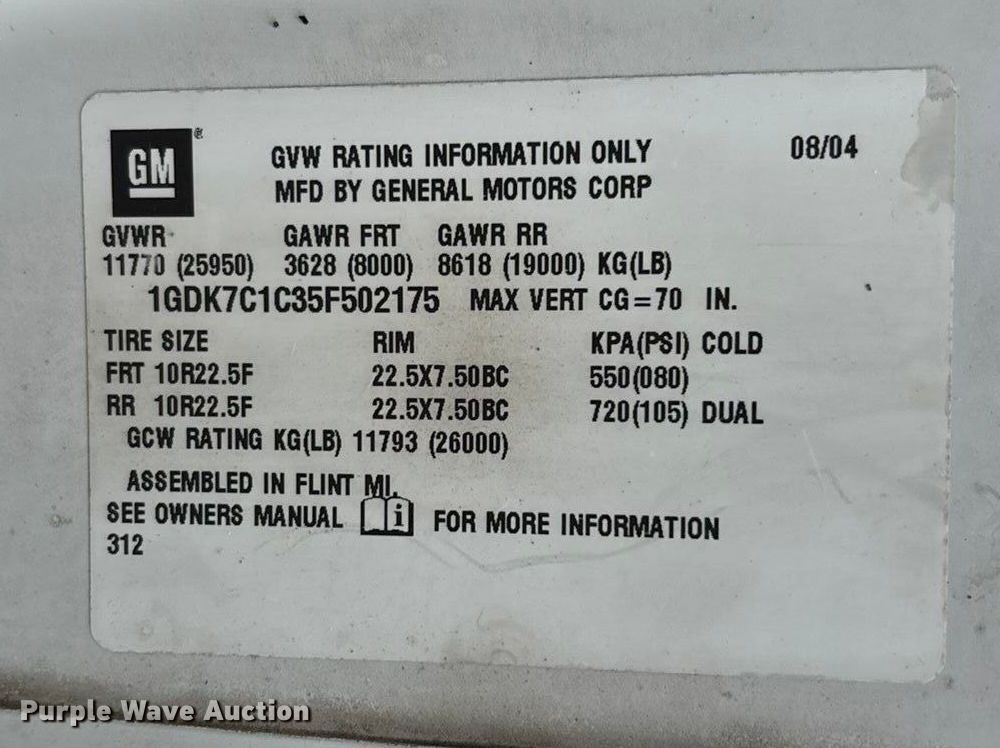 GM ®
GVW RATING INFORMATION ONLY 08/04
MFD BY GENERAL MOTORS CORP
GVWR GAWR FRT GAWR RR
11770 (25950) 3628 (8000) 8618 (19000) KG(LB)
1GDK7C1C35F502175 MAX VERT CG=70 IN.
TIRE SIZE RIM KPA(PSI) COLD
FRT 10R22.5F 22.5X7.50BC 550(080)
RR 10R22.5F 22.5X7.50BC 720(105) DUAL
GCW RATING KG(LB) 11793 (26000)
ASSEMBLED IN FLINT MI.
SEE OWNERS MANUAL i FOR MORE INFORMATION
312
Purple Wave Auction